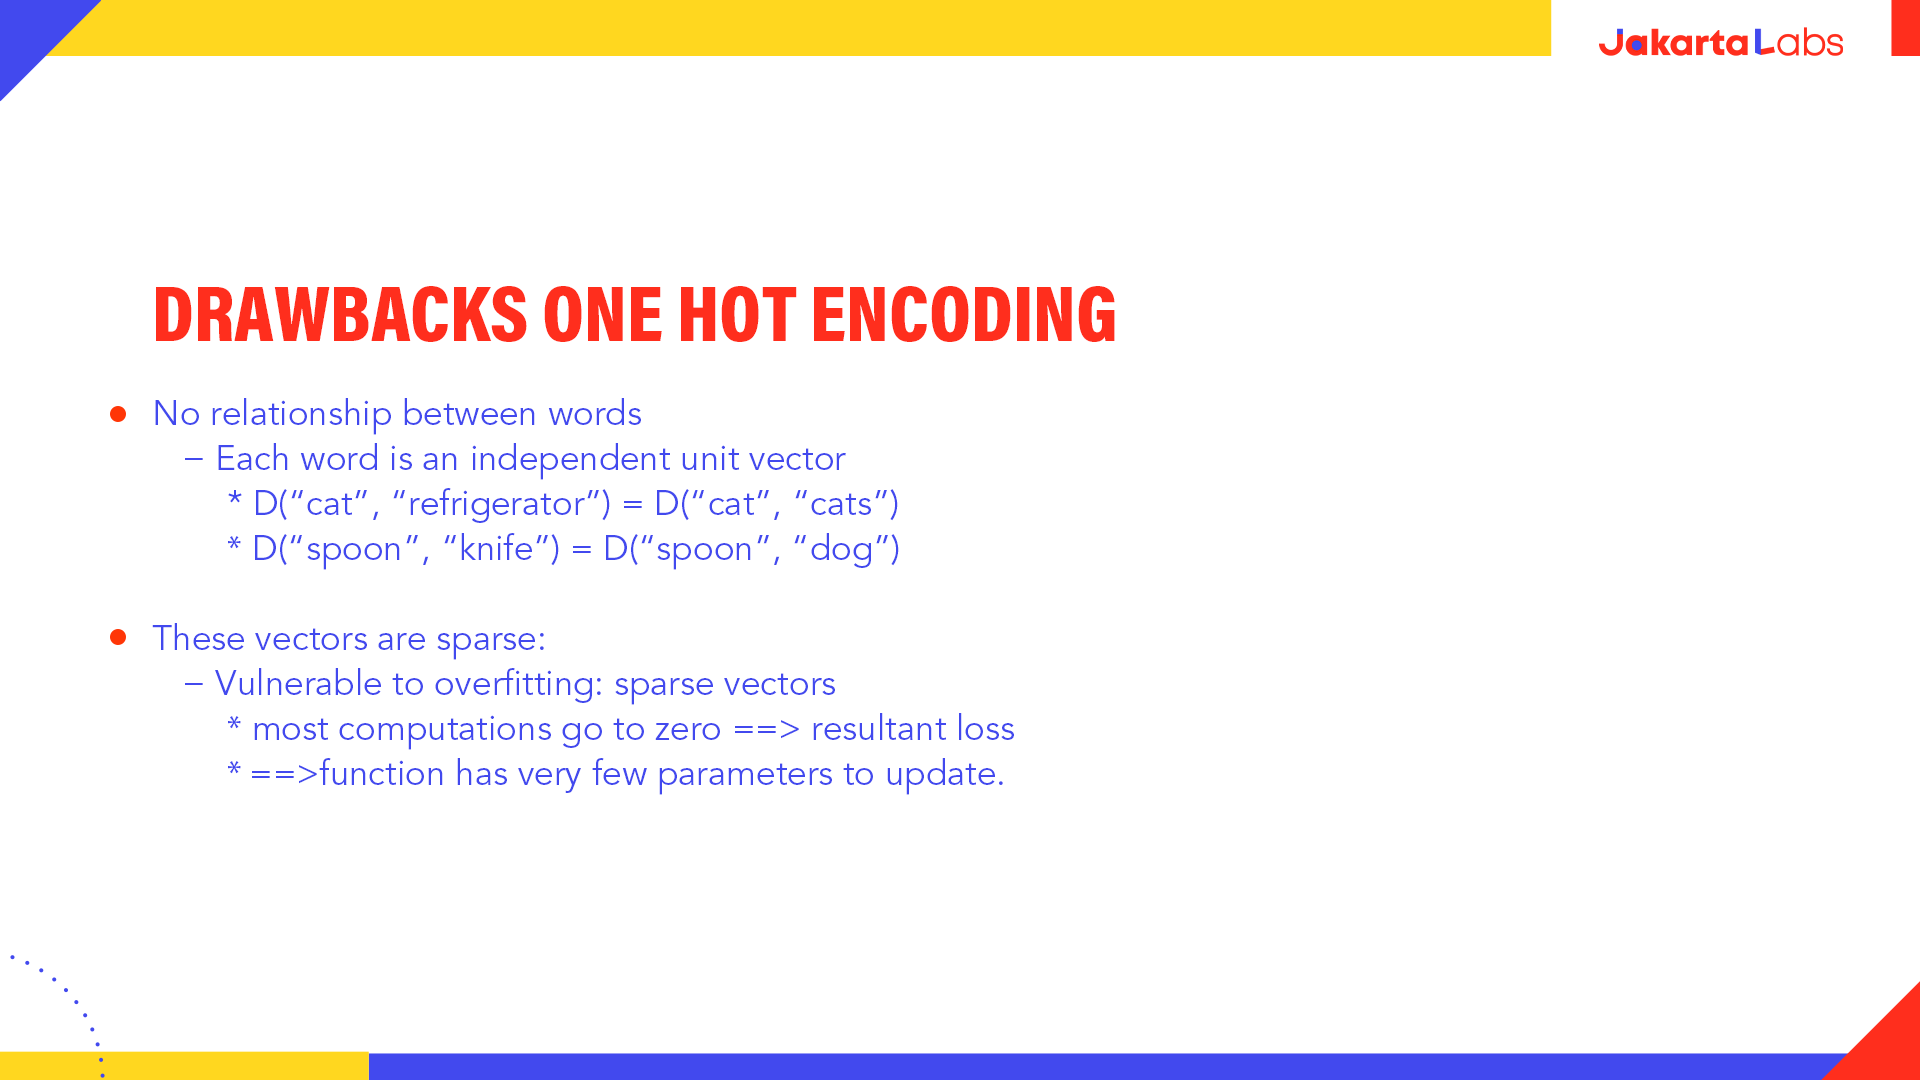 Jakarta Labs
DRAWBACKS ONE HOT ENCODING
● No relationship between words
– Each word is an independent unit vector
* D(“cat”, “refrigerator”) = D(“cat”, “cats”)
* D(“spoon”, “knife”) = D(“spoon”, “dog”)
● These vectors are sparse:
– Vulnerable to overfitting: sparse vectors
* most computations go to zero ==> resultant loss
* ==>function has very few parameters to update.